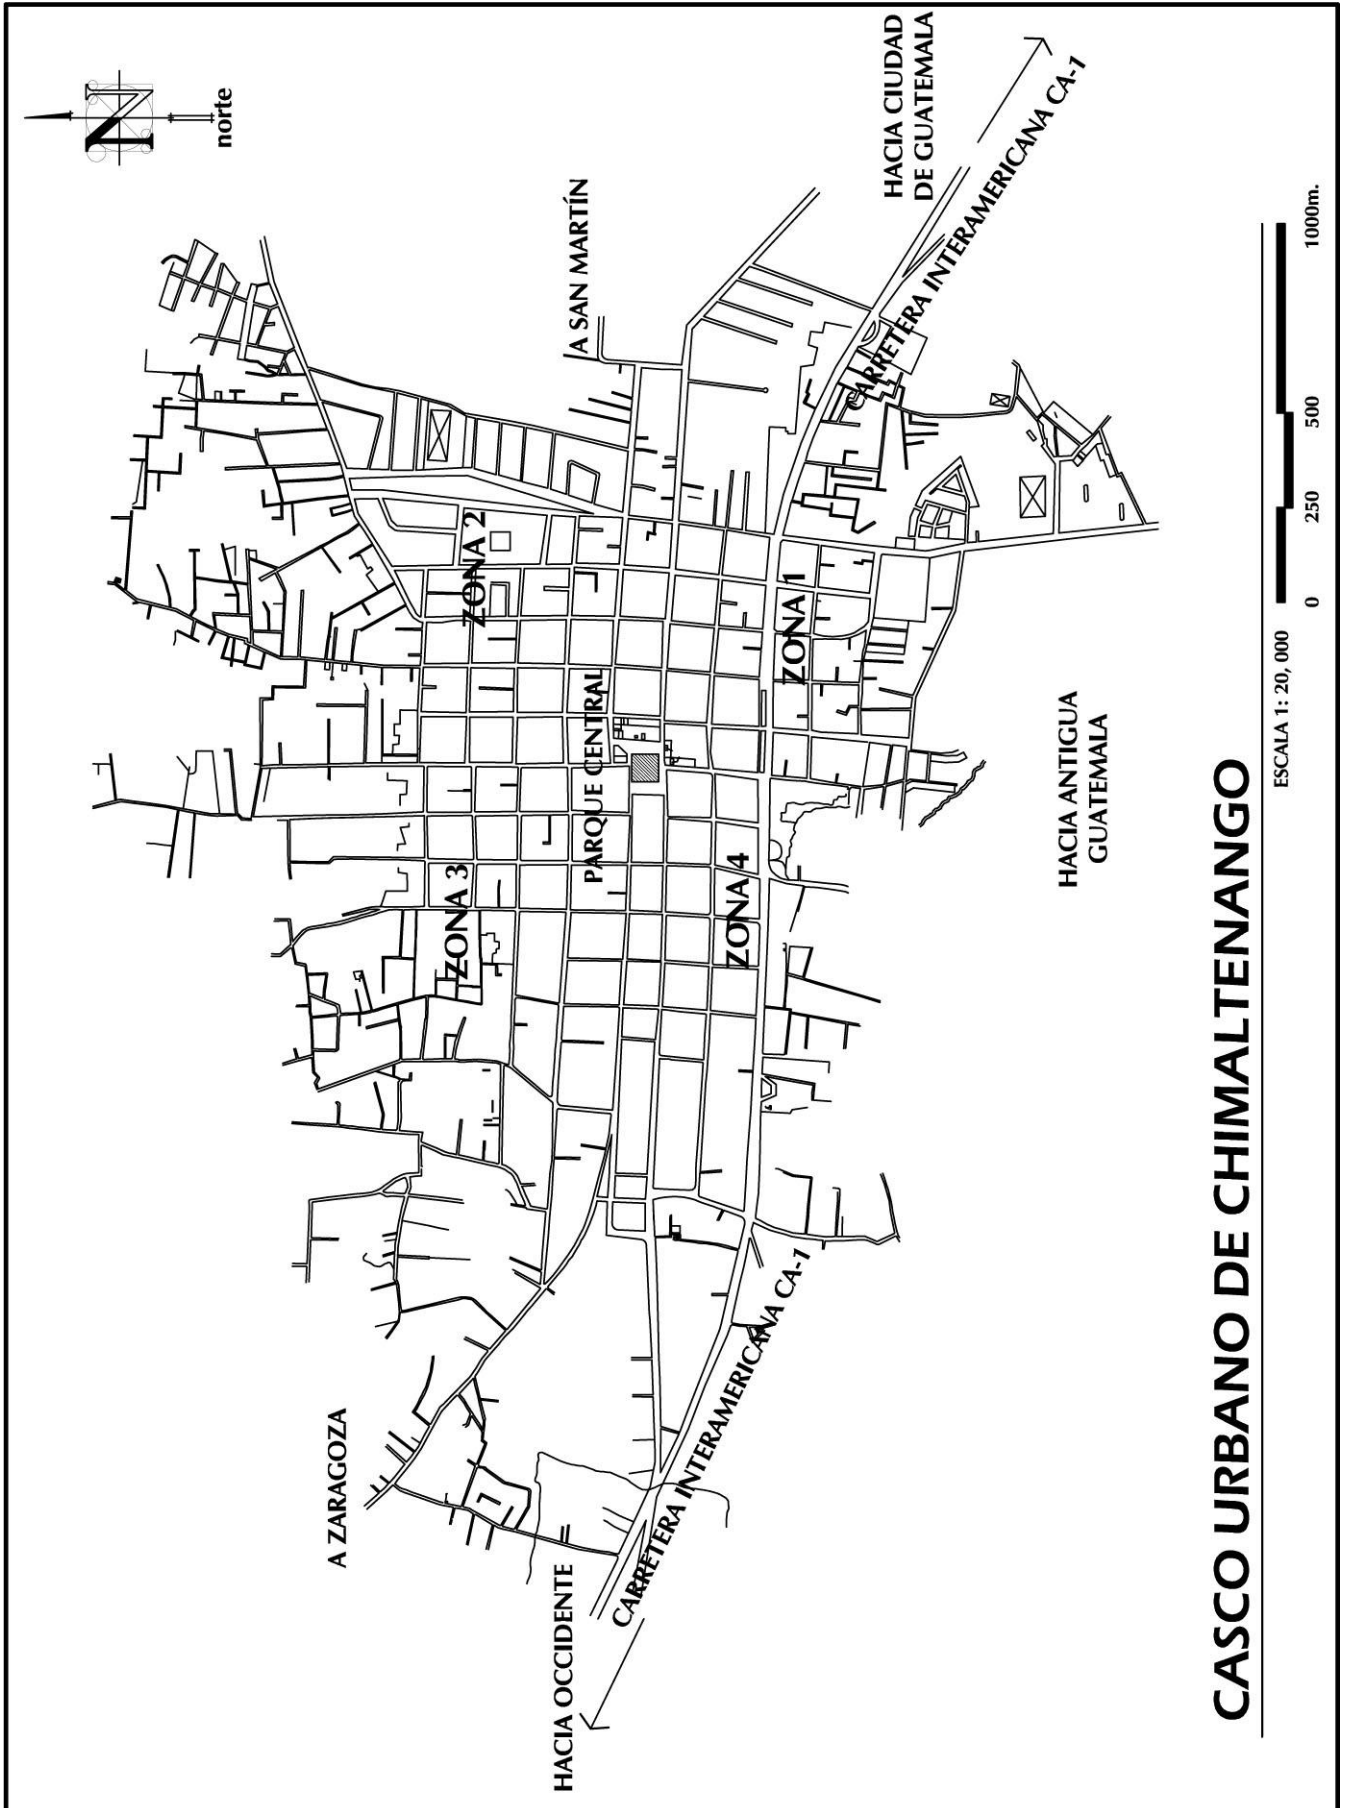 norte
HACIA CIUDAD
DE GUATEMALA
CARRETERA INTERAMERICANA CA-1
A SAN MARTÍN
ZONA 2
ZONA 1
PARQUE CENTRAL
ZONA 3
ZONA 4
HACIA ANTIGUA
GUATEMALA
A ZARAGOZA
CARRETERA INTERAMERICANA CA-1
HACIA OCCIDENTE
CASCO URBANO DE CHIMALTENANGO
ESCALA 1: 20, 000
0 250 500 1000m.